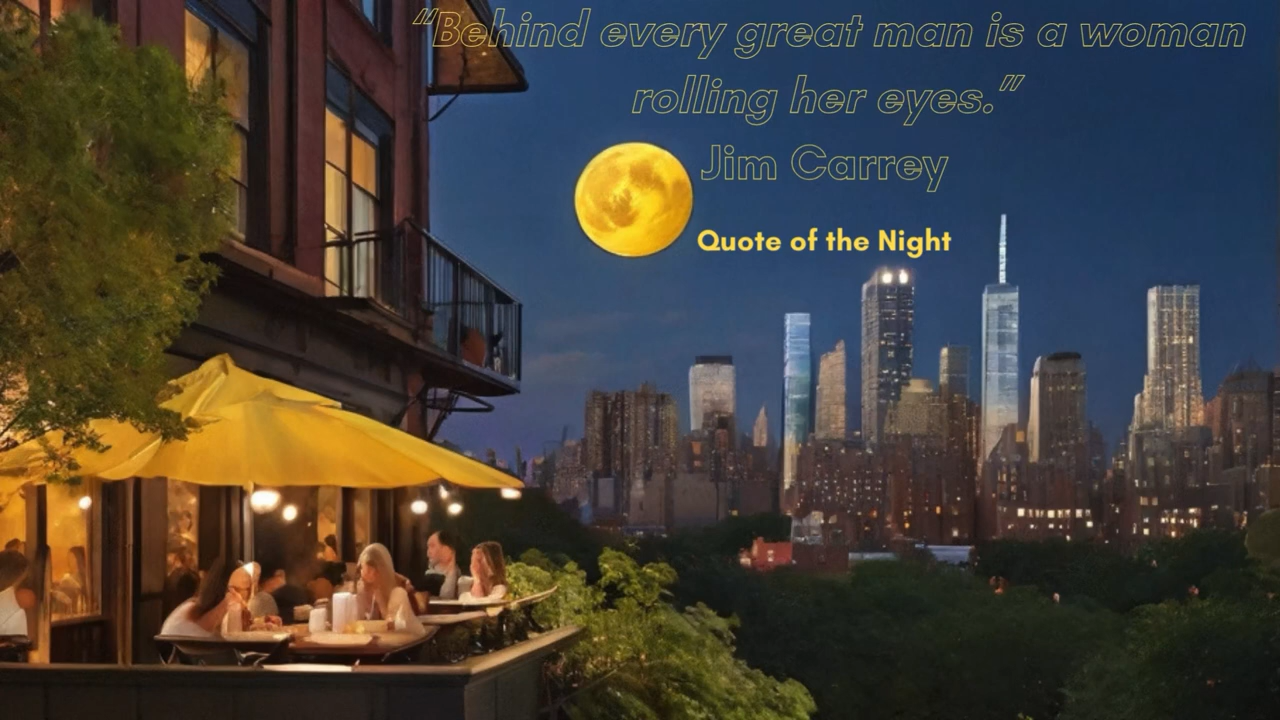 “Behind every great man is a woman
rolling her eyes.”
Jim Carrey
Quote of the Night